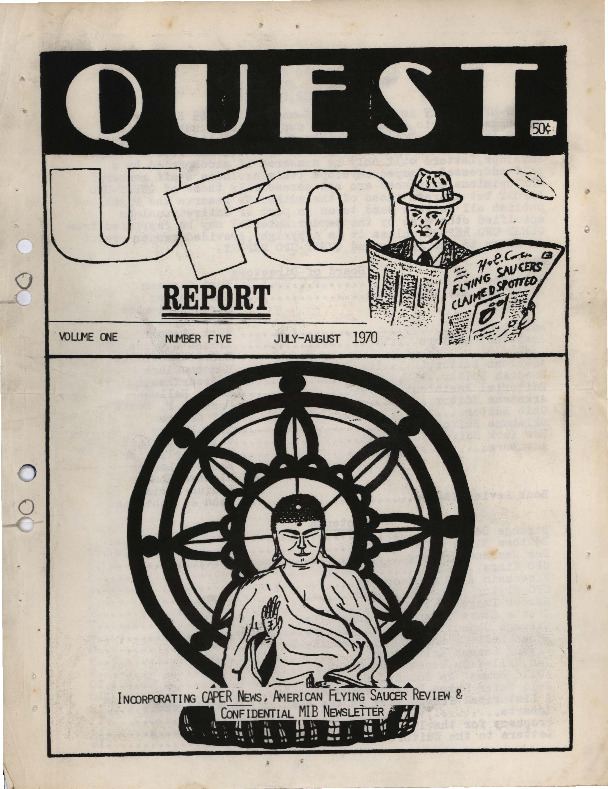 QUEST
50¢
UFO
REPORT
FLYING SAUCERS
CLAIMED SPOTTED
VOLUME ONE NUMBER FIVE JULY-AUGUST 1970
INCORPORATING CAPER NEWS, AMERICAN FLYING SAUCER REVIEW &
CONFIDENTIAL MIB NEWSLETTER